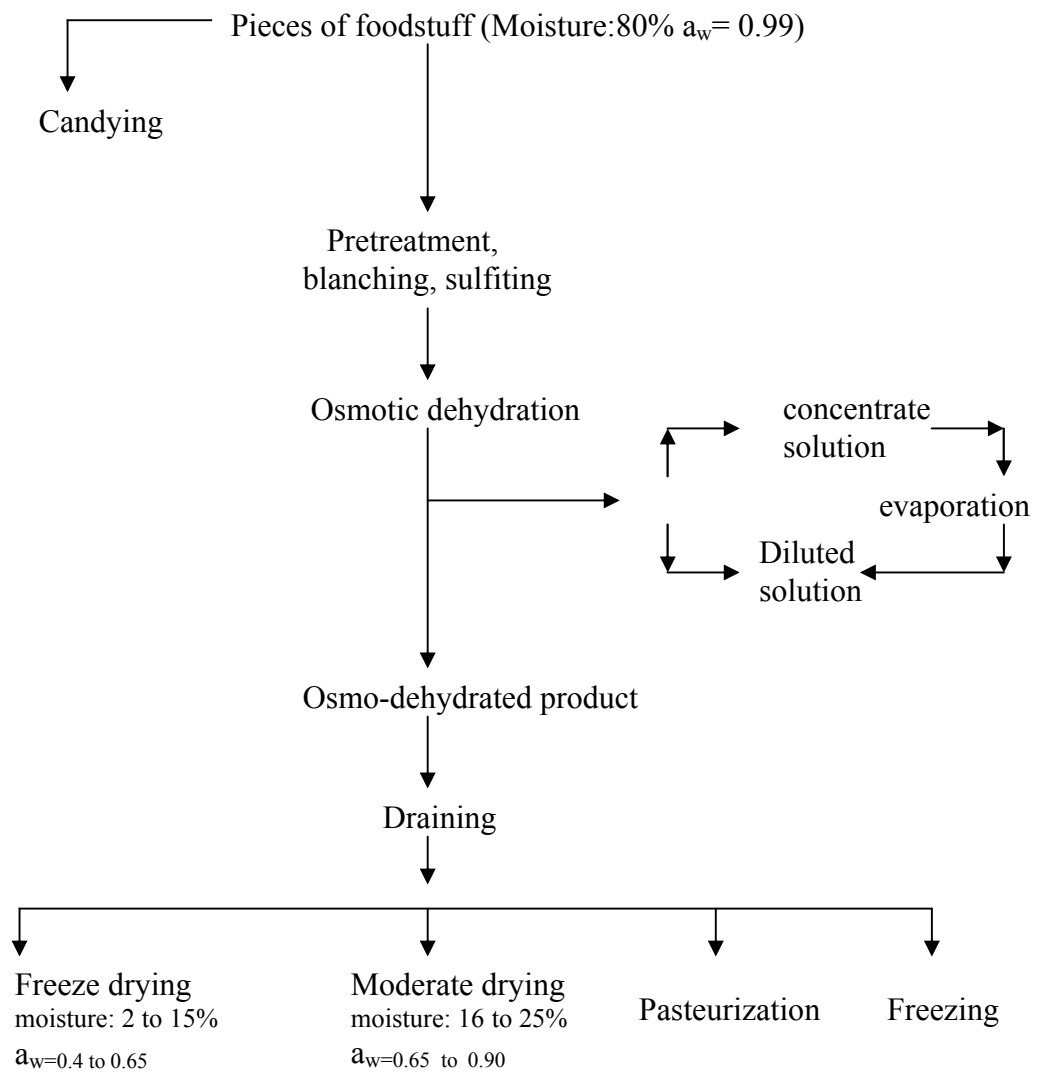 Pieces of foodstuff (Moisture:80% aw= 0.99)
Candying
Pretreatment,
blanching, sulfiting
Osmotic dehydration
concentrate
solution
evaporation
Diluted
solution
Osmo-dehydrated product
Draining
Freeze drying
moisture: 2 to 15%
aw=0.4 to 0.65
Moderate drying
moisture: 16 to 25%
aw=0.65 to 0.90
Pasteurization
Freezing